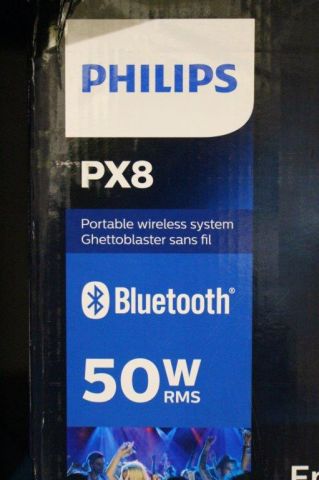 PHILIPS
PX8
Portable wireless system
Ghettoblaster sans fil
Bluetooth®
50W
RMS